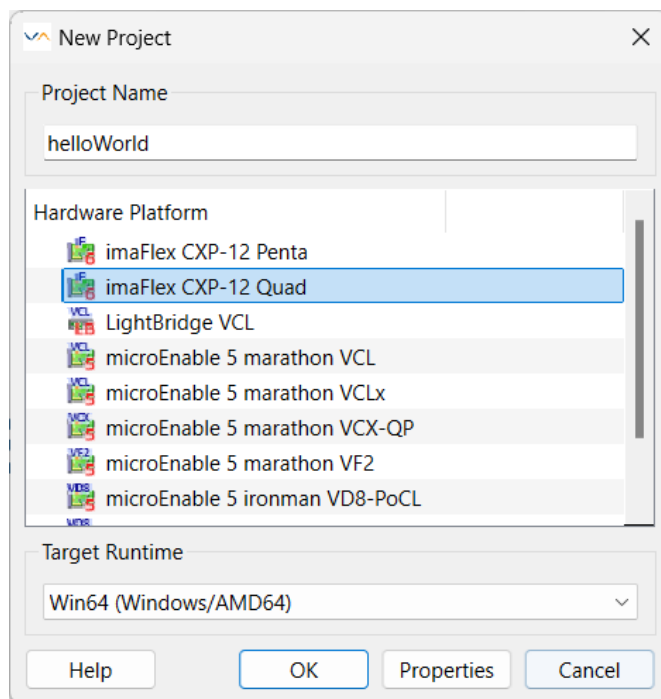 New Project
Project Name
helloWorld
Hardware Platform
imaFlex CXP-12 Penta
imaFlex CXP-12 Quad
LightBridge VCL
microEnable 5 marathon VCL
microEnable 5 marathon VCLx
microEnable 5 marathon VCX-QP
microEnable 5 marathon VF2
microEnable 5 ironman VD8-PoCL
Target Runtime
Win64 (Windows/AMD64)
Help OK Properties Cancel